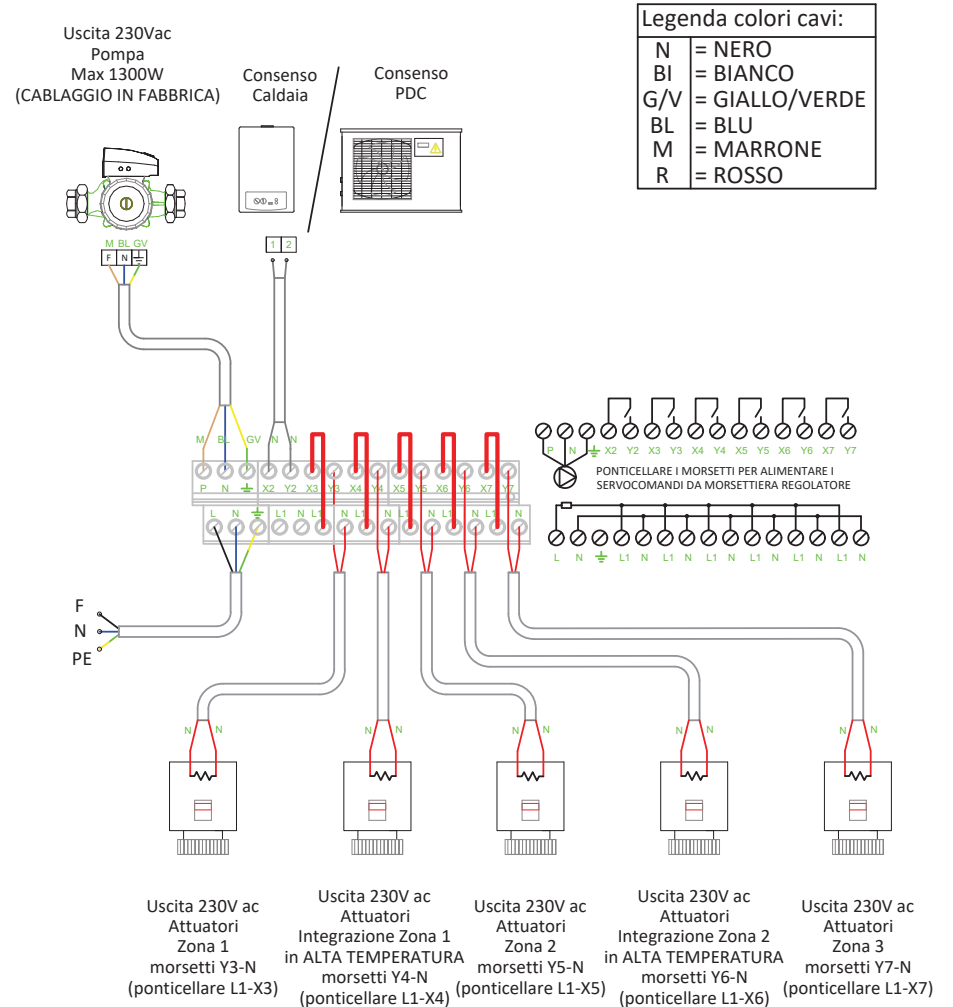 Uscita 230Vac
Pompa
Max 1300W
(CABLAGGIO IN FABBRICA)
Consenso
Caldaia
Consenso
PDC
Legenda colori cavi:
N = NERO
BI = BIANCO
G/V = GIALLO/VERDE
BL = BLU
M = MARRONE
R = ROSSO
M BL GV
F N
1 2
M BL GV N N
P N X2 Y2 X3 Y3 X4 Y4 X5 Y5 X6 Y6 X7 Y7
L N L1 N L1 N L1 N L1 N L1 N L1 N
P N X2 Y2 X3 Y3 X4 Y4 X5 Y5 X6 Y6 X7 Y7
PONTICELLARE I MORSETTI PER ALIMENTARE I
SERVOCOMANDI DA MORSETTIERA REGOLATORE
L N L1 N L1 N L1 N L1 N L1 N L1 N
F
N
PE
N N
N N
N N
N N
N N
Uscita 230V ac
Attuatori
Zona 1
morsetti Y3-N
(ponticellare L1-X3)
Uscita 230V ac
Attuatori
Integrazione Zona 1
in ALTA TEMPERATURA
morsetti Y4-N
(ponticellare L1-X4)
Uscita 230V ac
Attuatori
Zona 2
morsetti Y5-N
(ponticellare L1-X5)
Uscita 230V ac
Attuatori
Integrazione Zona 2
in ALTA TEMPERATURA
morsetti Y6-N
(ponticellare L1-X6)
Uscita 230V ac
Attuatori
Zona 3
morsetti Y7-N
(ponticellare L1-X7)